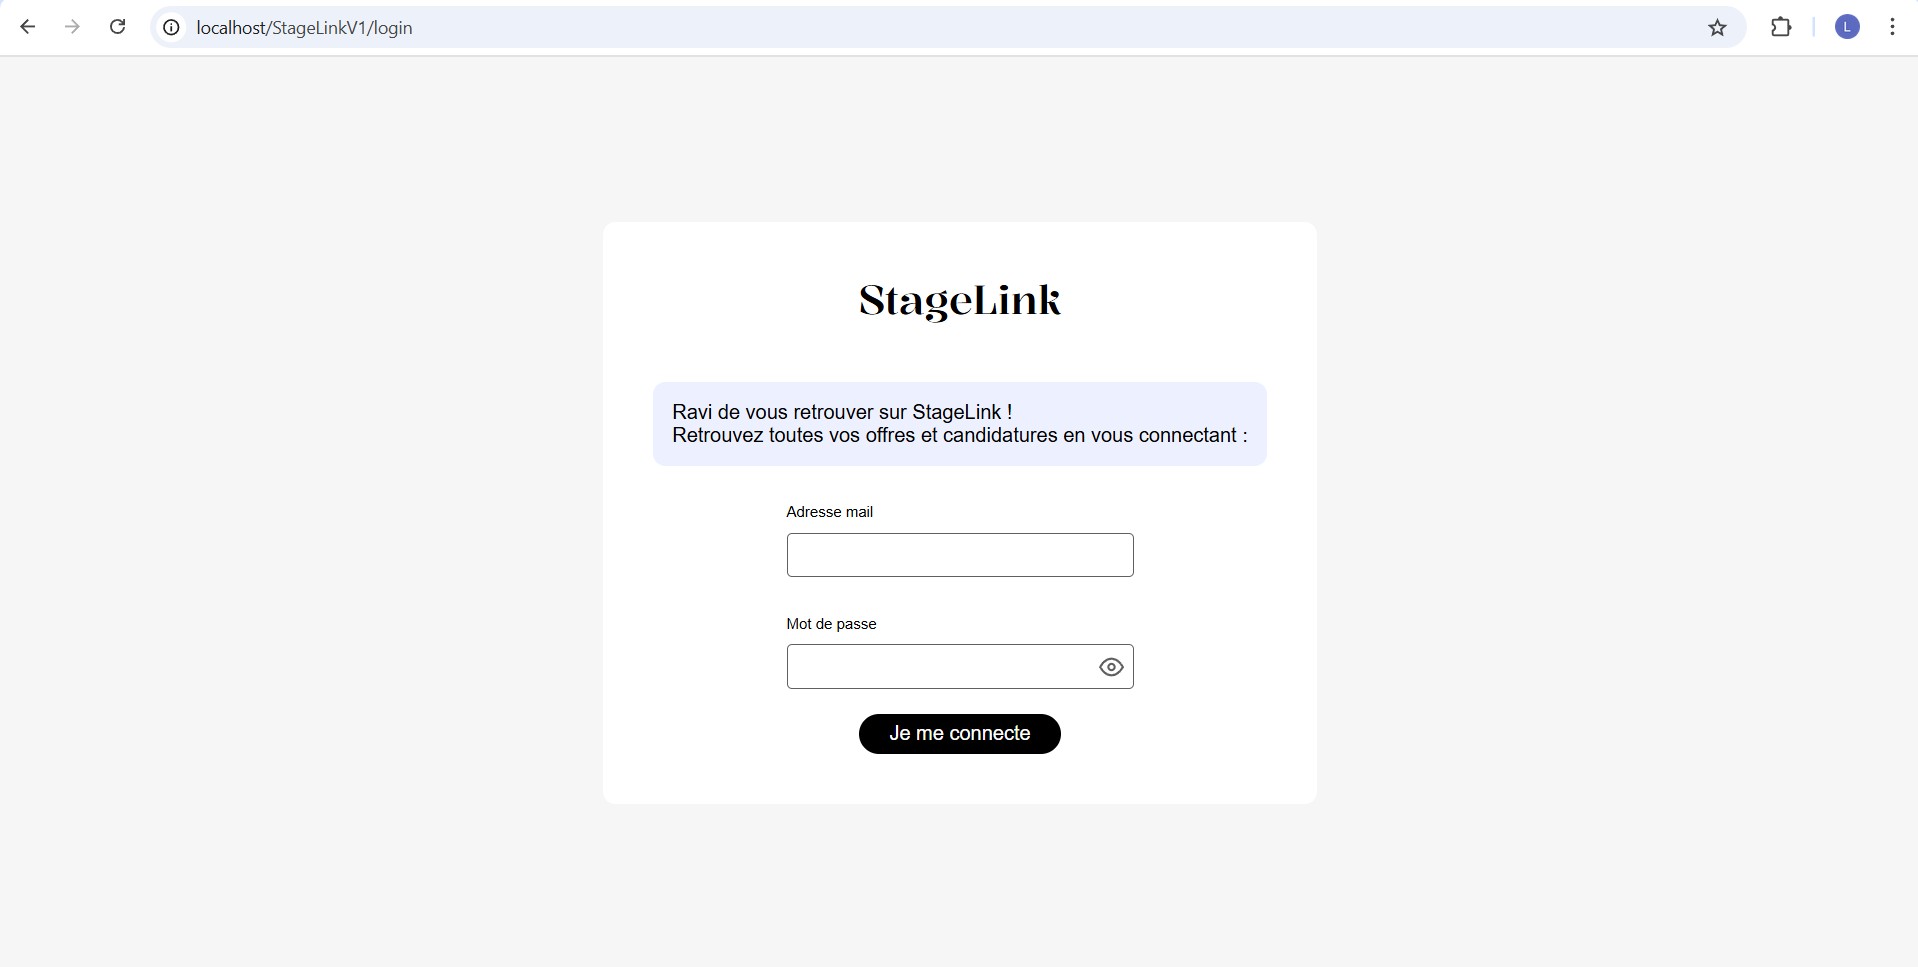 localhost/StageLinkV1/login
L
StageLink
Ravi de vous retrouver sur StageLink !
Retrouvez toutes vos offres et candidatures en vous connectant :
Adresse mail
Mot de passe
Je me connecte